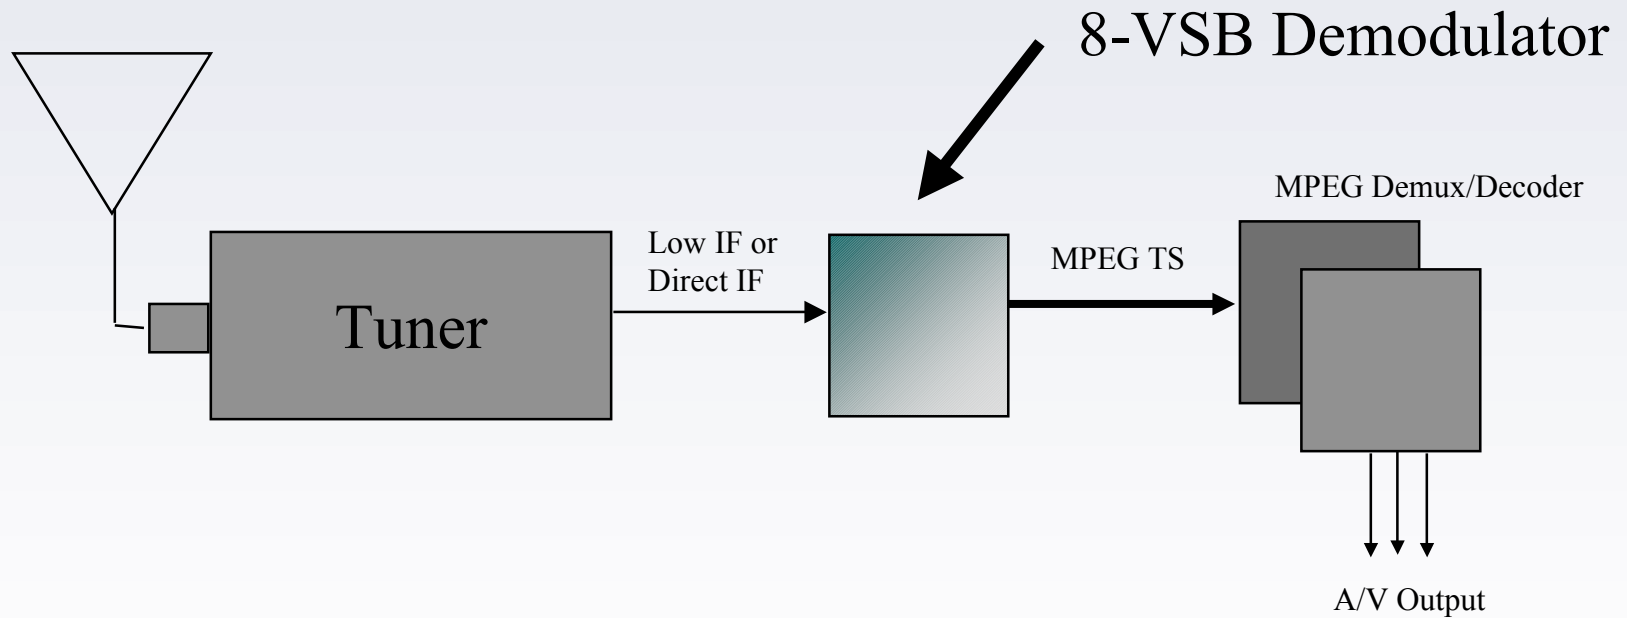 8-VSB Demodulator
MPEG Demux/Decoder
Low IF or
Direct IF
MPEG TS
Tuner
A/V Output